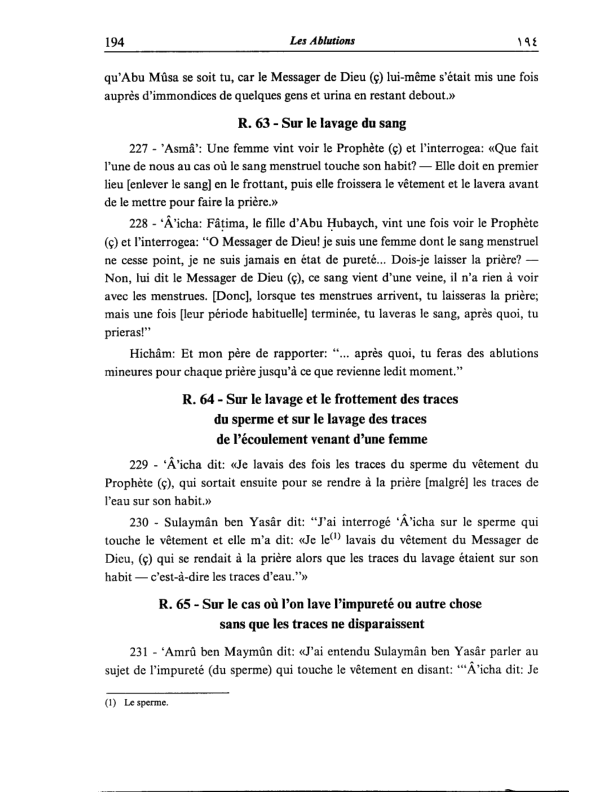 194 Les Ablutions ١٩٤
qu'Abu Mûsa se soit tu, car le Messager de Dieu (ç) lui-même s'était mis une fois
auprès d'immondices de quelques gens et urina en restant debout.»
R. 63 - Sur le lavage du sang
227 - 'Asmâ': Une femme vint voir le Prophète (ç) et l'interrogea: «Que fait
l'une de nous au cas où le sang menstruel touche son habit? — Elle doit en premier
lieu [enlever le sang] en le frottant, puis elle froissera le vêtement et le lavera avant
de le mettre pour faire la prière.»
228 - ‘Â'icha: Fâṭima, le fille d'Abu Ḥubaych, vint une fois voir le Prophète
(ç) et l'interrogea: “O Messager de Dieu! je suis une femme dont le sang menstruel
ne cesse point, je ne suis jamais en état de pureté... Dois-je laisser la prière? —
Non, lui dit le Messager de Dieu (ç), ce sang vient d'une veine, il n'a rien à voir
avec les menstrues. [Donc], lorsque tes menstrues arrivent, tu laisseras la prière;
mais une fois [leur période habituelle] terminée, tu laveras le sang, après quoi, tu
prieras!”
Hichâm: Et mon père de rapporter: “... après quoi, tu feras des ablutions
mineures pour chaque prière jusqu'à ce que revienne ledit moment.”
R. 64 - Sur le lavage et le frottement des traces
du sperme et sur le lavage des traces
de l'écoulement venant d'une femme
229 - ‘Â'icha dit: «Je lavais des fois les traces du sperme du vêtement du
Prophète (ç), qui sortait ensuite pour se rendre à la prière [malgré] les traces de
l'eau sur son habit.»
230 - Sulaymân ben Yasâr dit: “J'ai interrogé ‘Â'icha sur le sperme qui
touche le vêtement et elle m'a dit: «Je le(1) lavais du vêtement du Messager de
Dieu, (ç) qui se rendait à la prière alors que les traces du lavage étaient sur son
habit — c'est-à-dire les traces d'eau.”»
R. 65 - Sur le cas où l'on lave l'impureté ou autre chose
sans que les traces ne disparaissent
231 - ‘Amrû ben Maymûn dit: «J'ai entendu Sulaymân ben Yasâr parler au
sujet de l'impureté (du sperme) qui touche le vêtement en disant: “‘Â'icha dit: Je
(1) Le sperme.